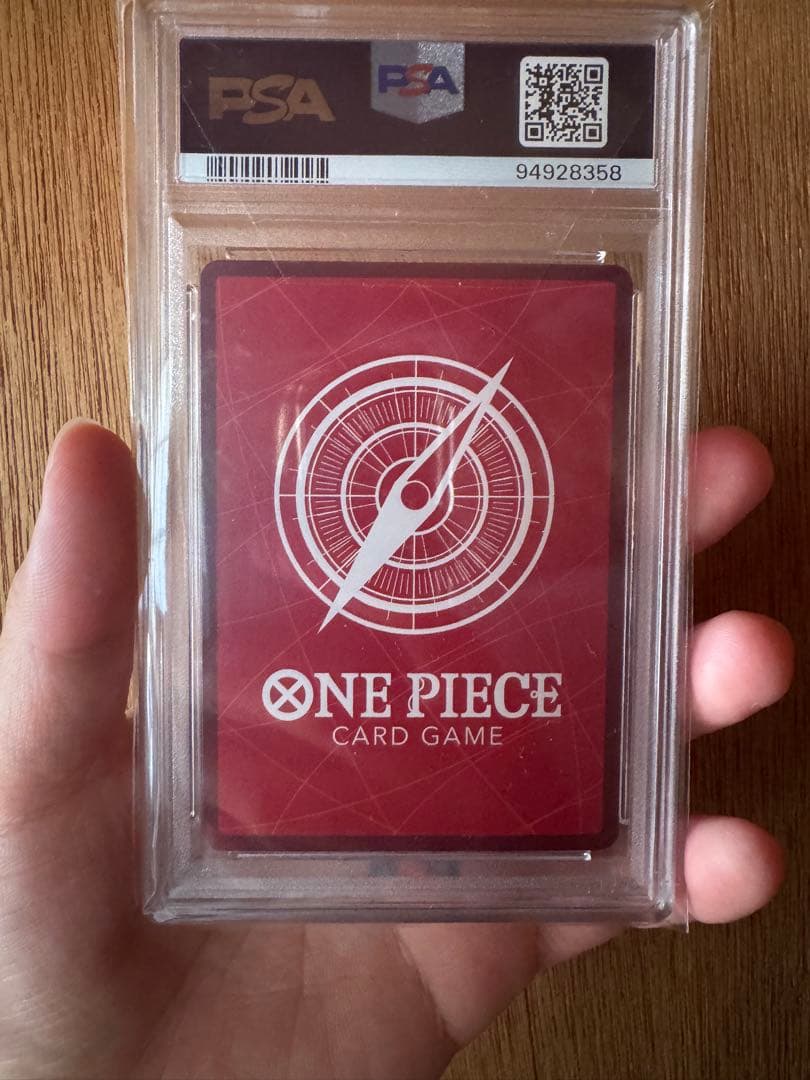 PSA
PSA
94928358
ONE PIECE
CARD GAME